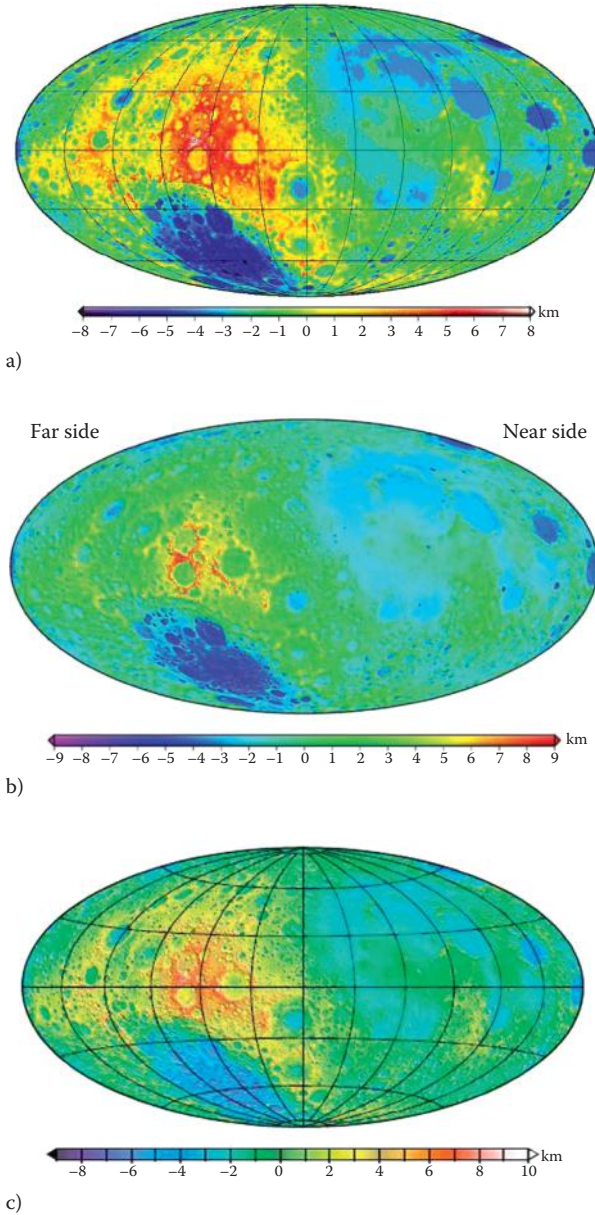 km
−8 −7 −6 −5 −4 −3 −2 −1 0 1 2 3 4 5 6 7 8
a)
Far side Near side
km
−9 −8 −7 −6 −5 −4 −3 −2 −1 0 1 2 3 4 5 6 7 8 9
b)
km
−8 −6 −4 −2 0 2 4 6 8 10
c)